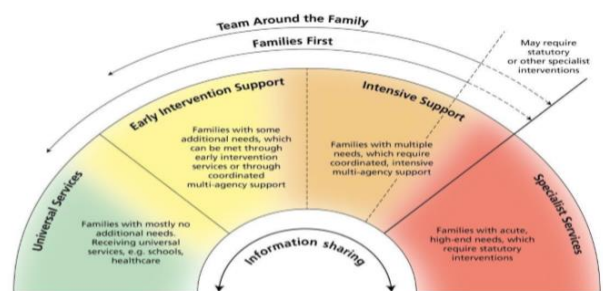 Team Around the Family
Families First
May require
statutory
or other specialist
interventions
Early Intervention Support
Intensive Support
Families with some
additional needs, which
can be met through
early intervention
services or through
coordinated
multi-agency support
Families with multiple
needs, which require
coordinated, intensive
multi-agency support
Universal Services
Specialist Services
Families with mostly no
additional needs.
Receiving universal
services, e.g. schools,
healthcare
Families with acute,
high-end needs, which
require statutory
interventions
Information sharing